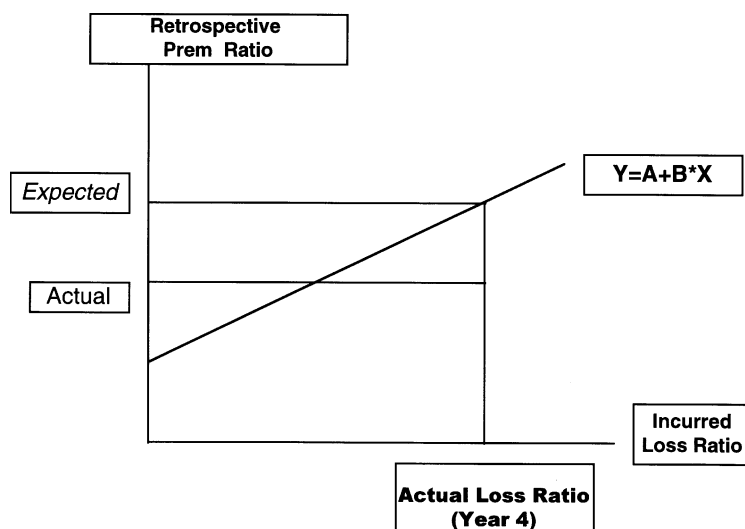 Retrospective
Prem Ratio
Expected
Y=A+B*X
Actual
Incurred
Loss Ratio
Actual Loss Ratio
(Year 4)